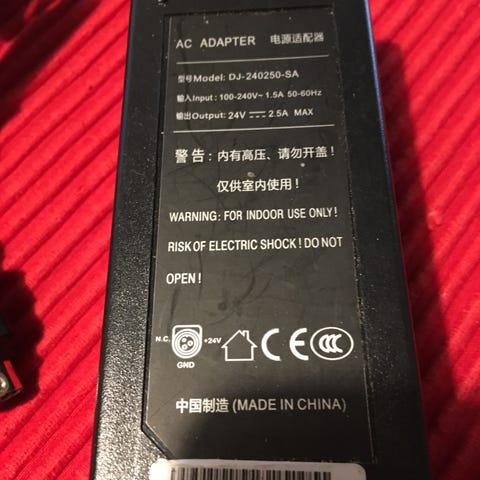 AC ADAPTER 电源适配器
型号Model: DJ-240250-SA
输入Input: 100-240V~ 1.5A 50-60Hz
输出Output: 24V ⎓ 2.5A MAX
警告: 内有高压、请勿开盖!
仅供室内使用!
WARNING: FOR INDOOR USE ONLY!
RISK OF ELECTRIC SHOCK! DO NOT
OPEN!
N.C. +24V
GND
CE CCC
中国制造 (MADE IN CHINA)